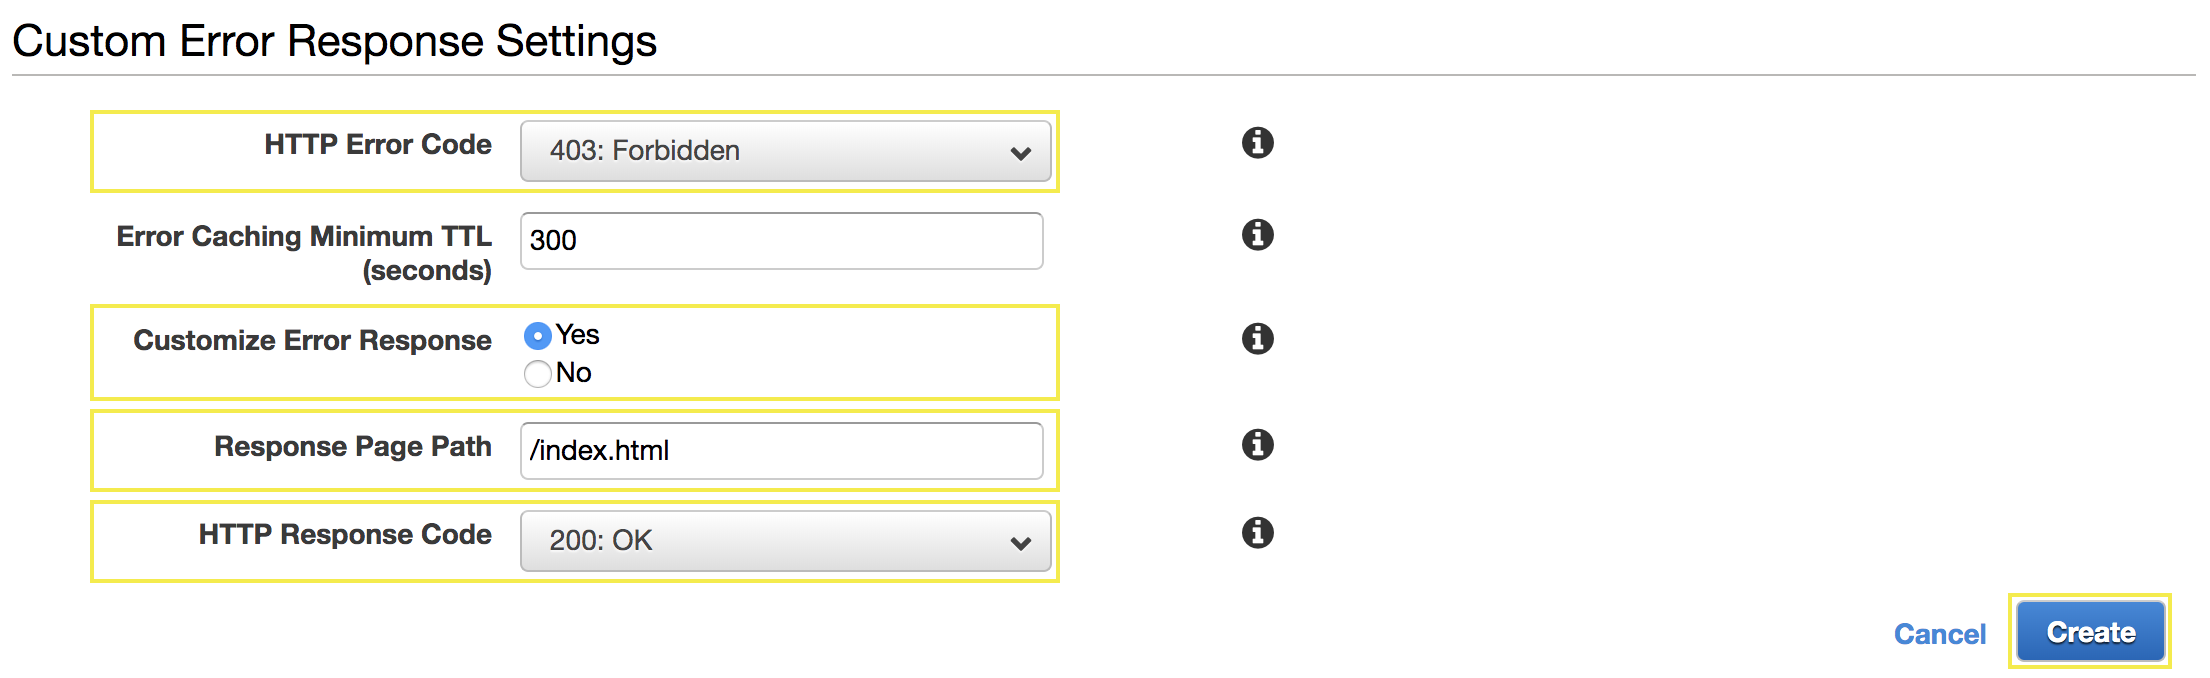 Custom Error Response Settings
HTTP Error Code
403: Forbidden
Error Caching Minimum TTL
(seconds)
300
Customize Error Response
Yes
No
Response Page Path
/index.html
HTTP Response Code
200: OK
Cancel
Create